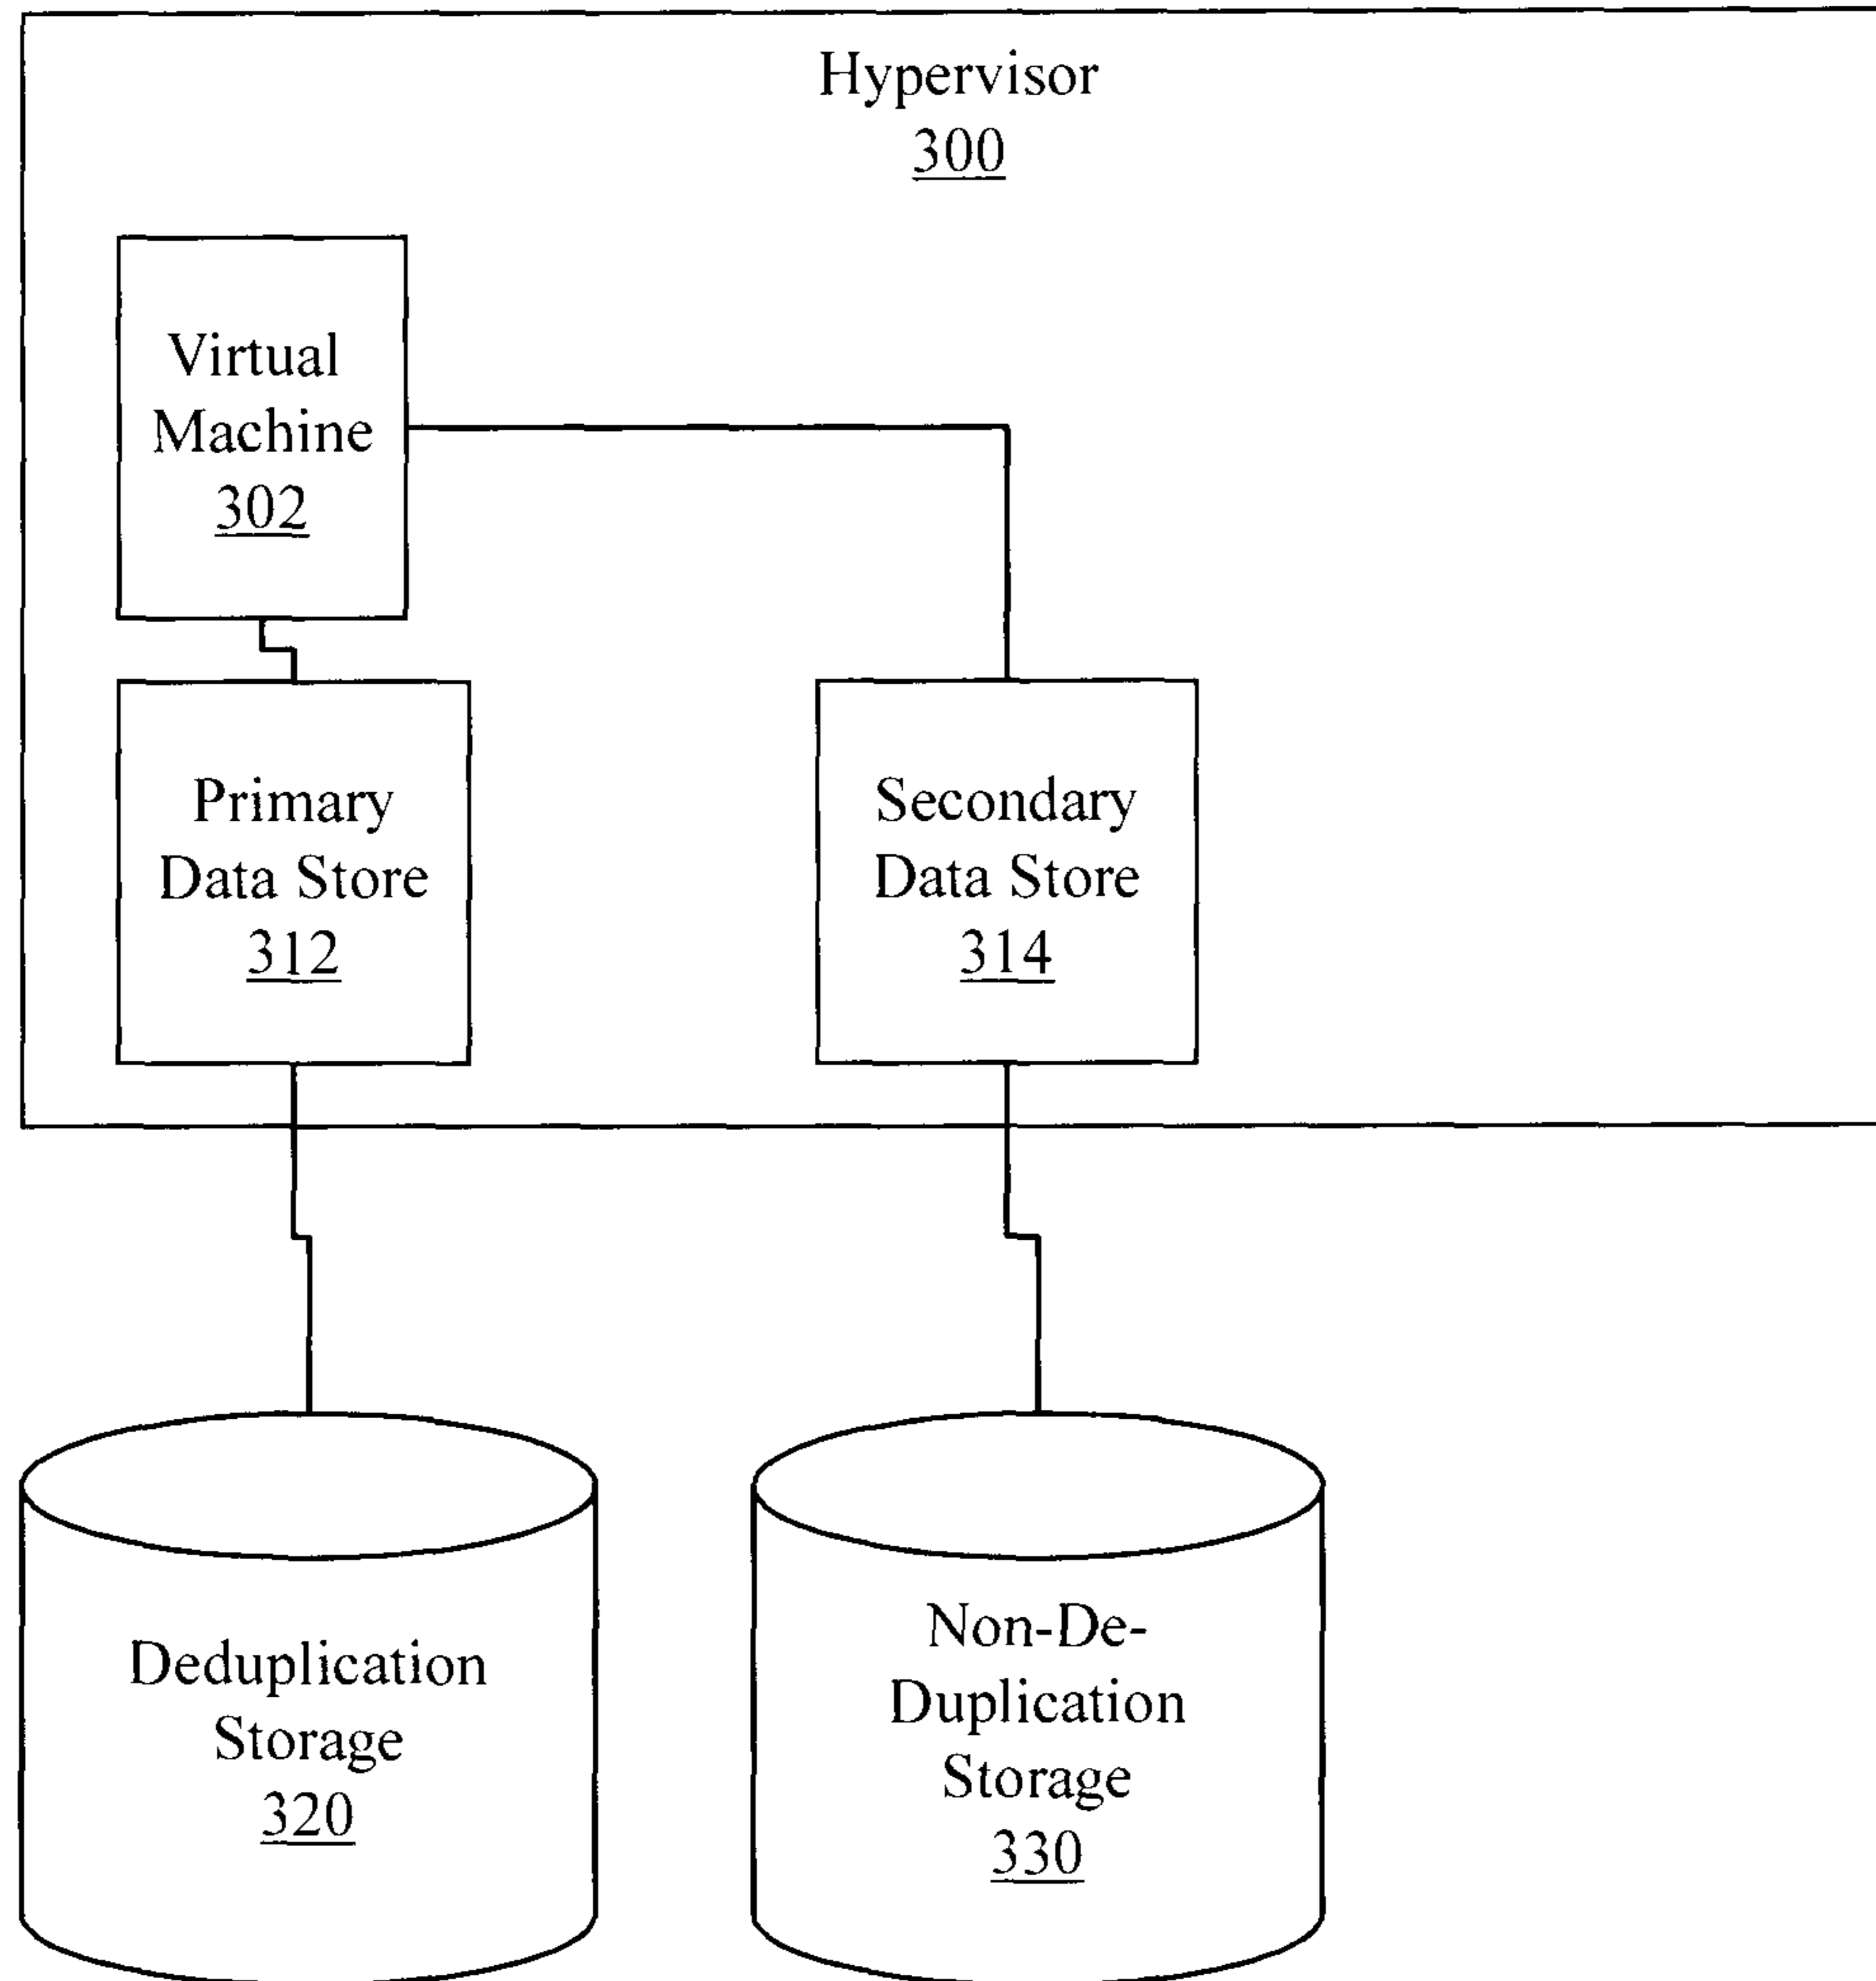 Hypervisor
300
Virtual
Machine
302
Primary
Data Store
312
Secondary
Data Store
314
Deduplication
Storage
320
Non-De-
Duplication
Storage
330